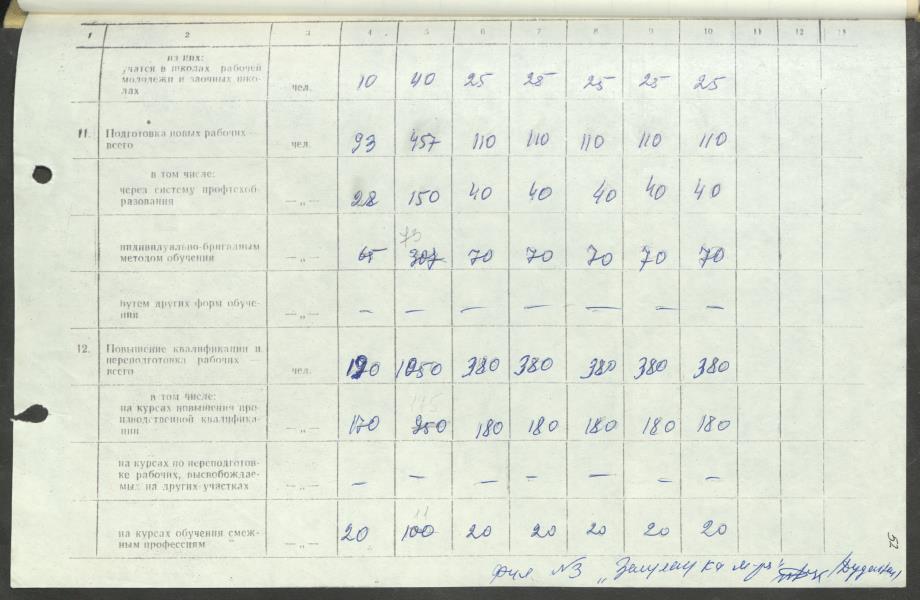 1 2 3 4 5 6 7 8 9 10 11 12 13
из них:
учатся в школах рабочей
молодежи и заочных шко-
лах чел. 10 40 25 25 25 25 25
11. Подготовка новых рабочих —
всего чел. 93 457 110 110 110 110 110
в том числе:
через систему профтехоб-
разования — „ — 28 150 40 40 40 40 40
73
индивидуально-бригадным
методом обучения — „ — 65 307 70 70 70 70 70
путем других форм обуче-
ния — „ — — — — — — — —
12. Повышение квалификации и
переподготовка рабочих —
всего чел. 190 1050 380 380 380 380 380
в том числе:
на курсах повышения про-
изводственной квалифика-
ции — „ — 170 950 180 180 180 180 180
на курсах по переподготов-
ке рабочих, высвобождае-
мых на других участках — „ — — — — — — — —
11
на курсах обучения смеж-
ным профессиям — „ — 20 100 20 20 20 20 20
52
фил №3